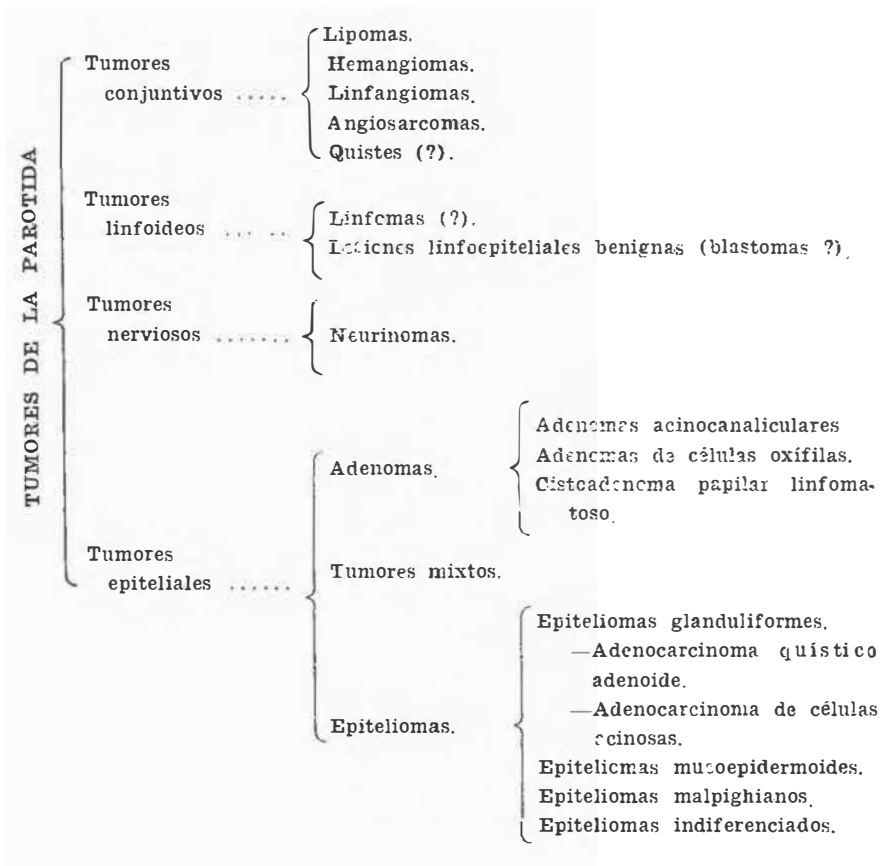 TUMORES DE LA PAROTIDA
Tumores
conjuntivos .....
Lipomas.
Hemangiomas.
Linfangiomas.
Angiosarcomas.
Quistes (?).
Tumores
linfoideos .....
Linfomas (?).
Lesiones linfoepiteliales benignas (blastomas ?).
Tumores
nerviosos .......
Neurinomas.
Tumores
epiteliales ......
Adenomas.
Adenomas acinocanaliculares
Adenomas de células oxífilas.
Cistoadenoma papilar linfoma-
toso.
Tumores mixtos.
Epiteliomas.
Epiteliomas glanduliformes.
—Adenocarcinoma quístico
adenoide.
—Adenocarcinoma de células
acinosas.
Epiteliomas mucoepidermoides.
Epiteliomas malpighianos.
Epiteliomas indiferenciados.